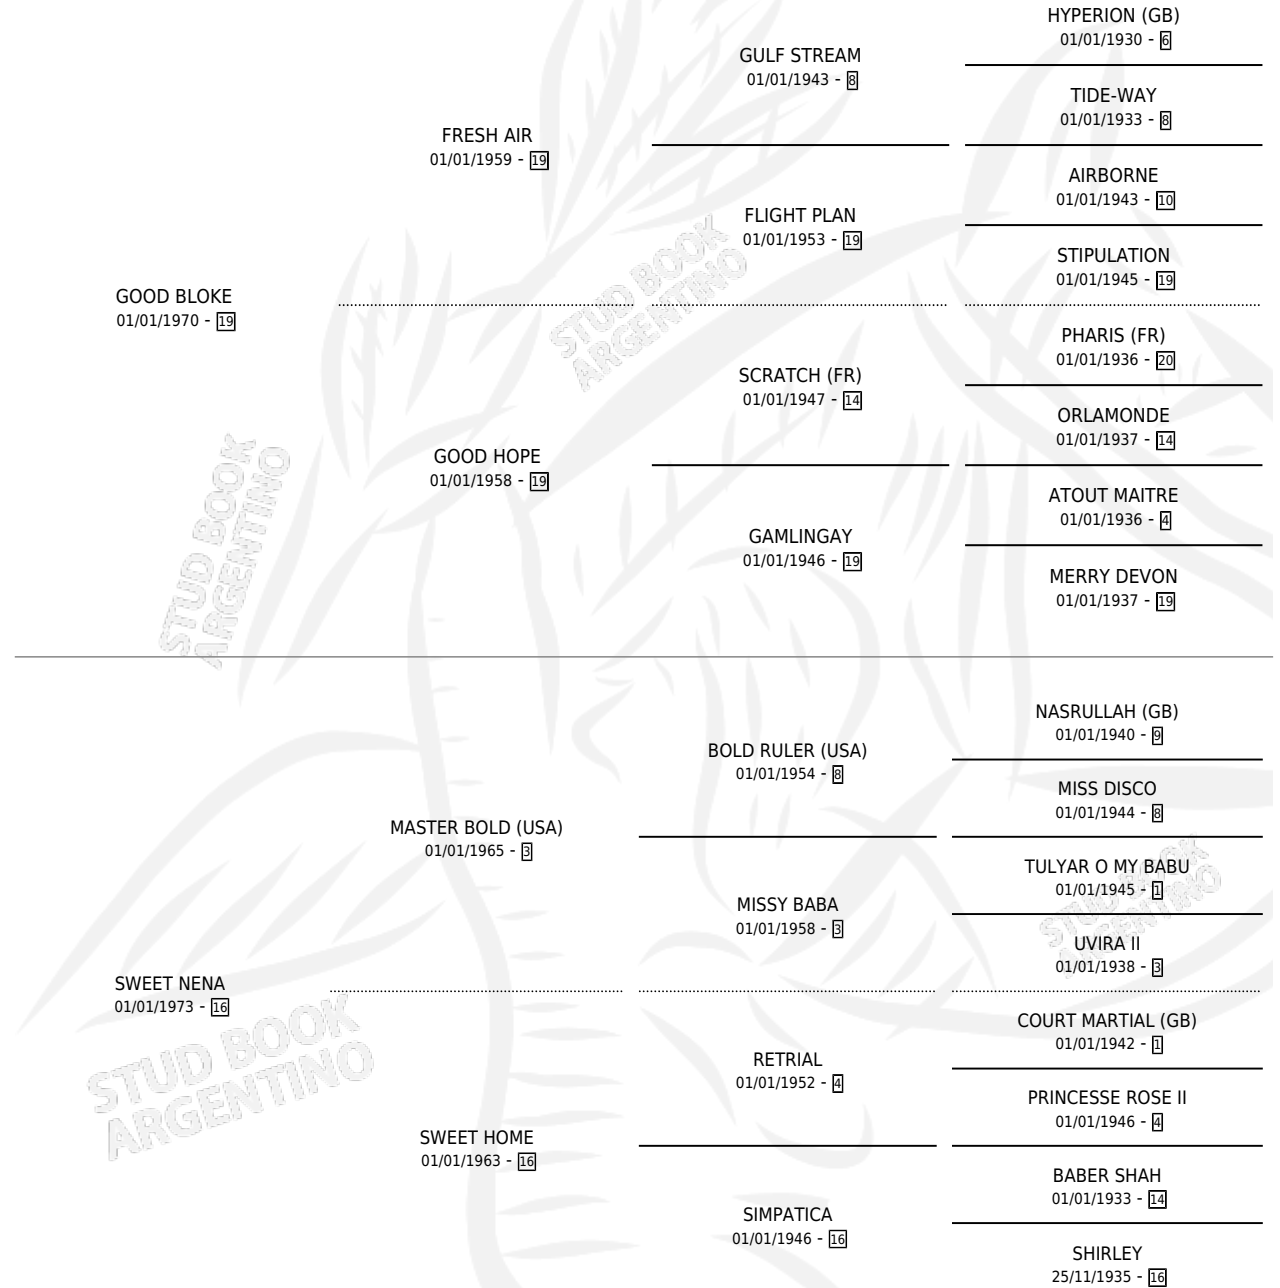 HYPERION (GB)
01/01/1930 - 6
GULF STREAM
01/01/1943 - 8
TIDE-WAY
01/01/1933 - 8
FRESH AIR
01/01/1959 - 19
AIRBORNE
01/01/1943 - 10
FLIGHT PLAN
01/01/1953 - 19
STIPULATION
01/01/1945 - 19
GOOD BLOKE
01/01/1970 - 19
PHARIS (FR)
01/01/1936 - 20
SCRATCH (FR)
01/01/1947 - 14
ORLAMONDE
01/01/1937 - 14
GOOD HOPE
01/01/1958 - 19
ATOUT MAITRE
01/01/1936 - 4
GAMLINGAY
01/01/1946 - 19
MERRY DEVON
01/01/1937 - 19
STUD BOOK
ARGENTINO
STUD BOOK
ARGENTINO
NASRULLAH (GB)
01/01/1940 - 9
BOLD RULER (USA)
01/01/1954 - 8
MISS DISCO
01/01/1944 - 8
MASTER BOLD (USA)
01/01/1965 - 3
TULYAR O MY BABU
01/01/1945 - 1
MISSY BABA
01/01/1958 - 3
UVIRA II
01/01/1938 - 3
SWEET NENA
01/01/1973 - 16
COURT MARTIAL (GB)
01/01/1942 - 1
RETRIAL
01/01/1952 - 4
PRINCESSE ROSE II
01/01/1946 - 4
SWEET HOME
01/01/1963 - 16
BABER SHAH
01/01/1933 - 14
SIMPATICA
01/01/1946 - 16
SHIRLEY
25/11/1935 - 16
STUD BOOK
ARGENTINO
STUD BOOK
ARGENTINO